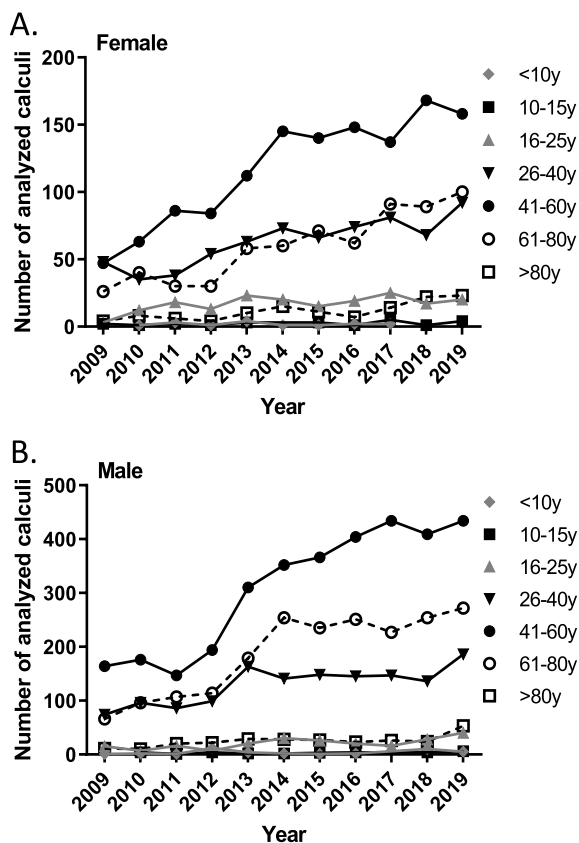 A.
Female
Number of analyzed calculi
200
150
100
50
0
2009
2010
2011
2012
2013
2014
2015
2016
2017
2018
2019
Year
<10y
10-15y
16-25y
26-40y
41-60y
61-80y
>80y
B.
Male
Number of analyzed calculi
500
400
300
200
100
0
2009
2010
2011
2012
2013
2014
2015
2016
2017
2018
2019
Year
<10y
10-15y
16-25y
26-40y
41-60y
61-80y
>80y